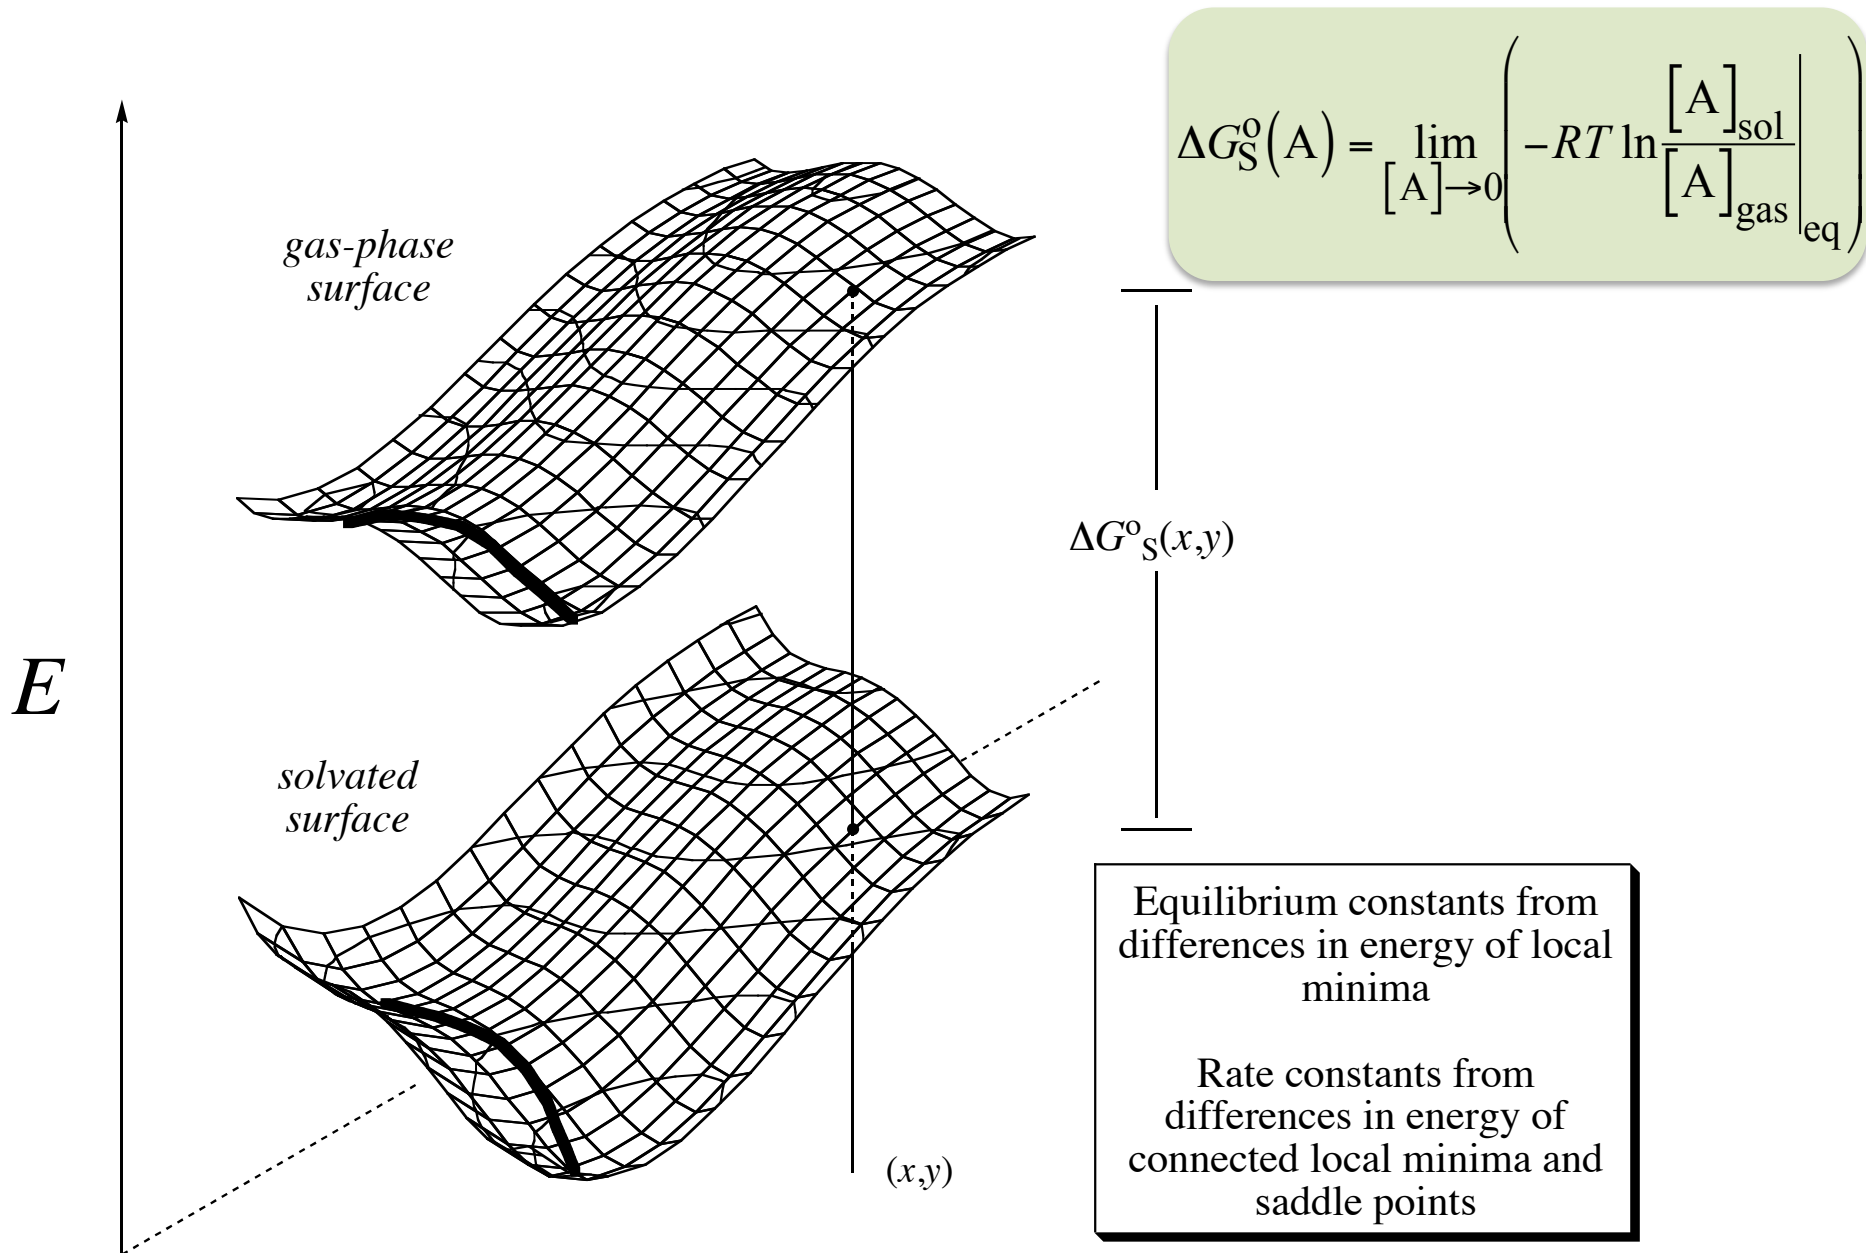 ΔG°S(A) = lim[A]→0 ( −RT ln [A]sol / [A]gas |eq )
gas-phase
surface
ΔG°S(x,y)
E
solvated
surface
Equilibrium constants from
differences in energy of local
minima
Rate constants from
differences in energy of
connected local minima and
saddle points
(x,y)